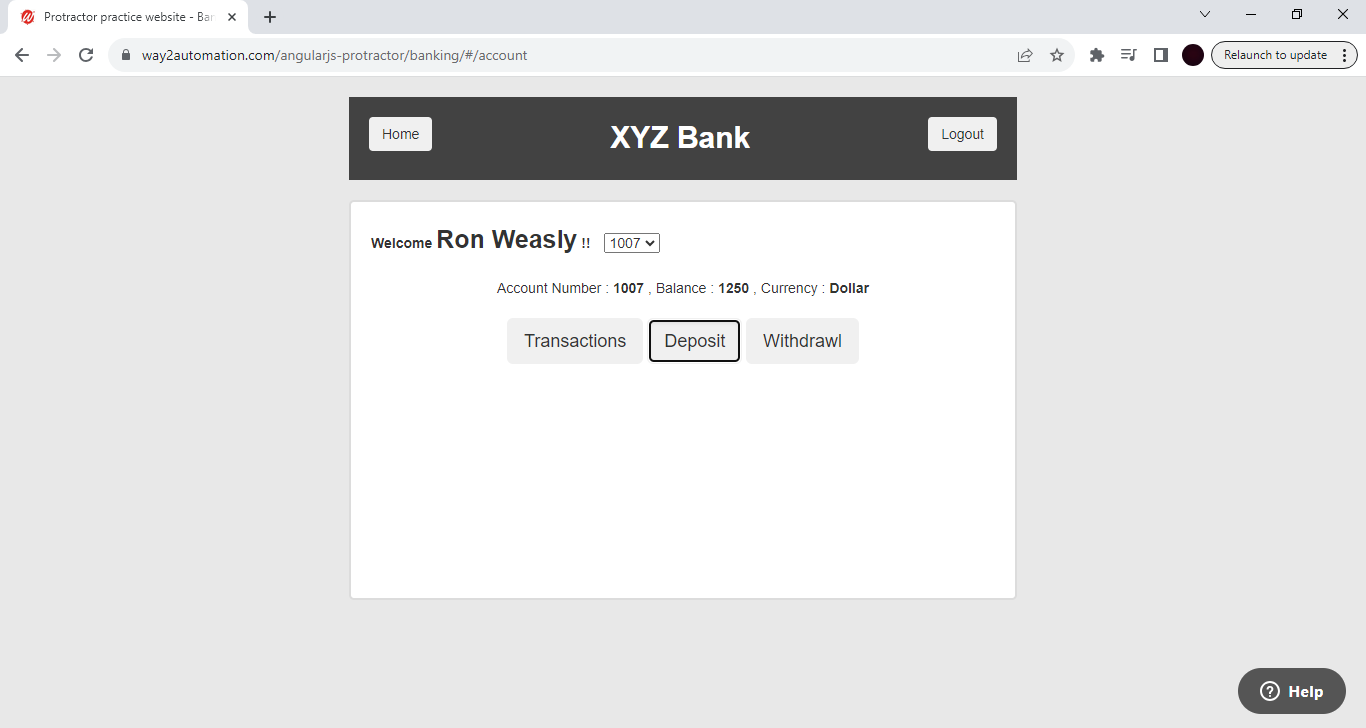 Protractor practice website - Ban
way2automation.com/angularjs-protractor/banking/#/account
Relaunch to update
Home
XYZ Bank
Logout
Welcome Ron Weasly !! 1007
Account Number : 1007 , Balance : 1250 , Currency : Dollar
Transactions Deposit Withdrawl
Help